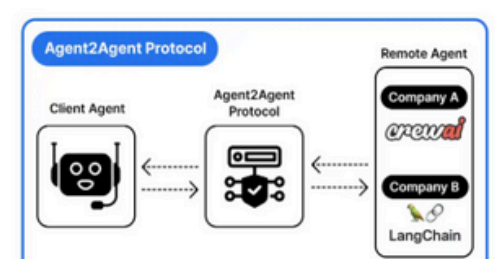 Agent2Agent Protocol
Client Agent
Agent2Agent
Protocol
Remote Agent
Company A
crewai
Company B
LangChain